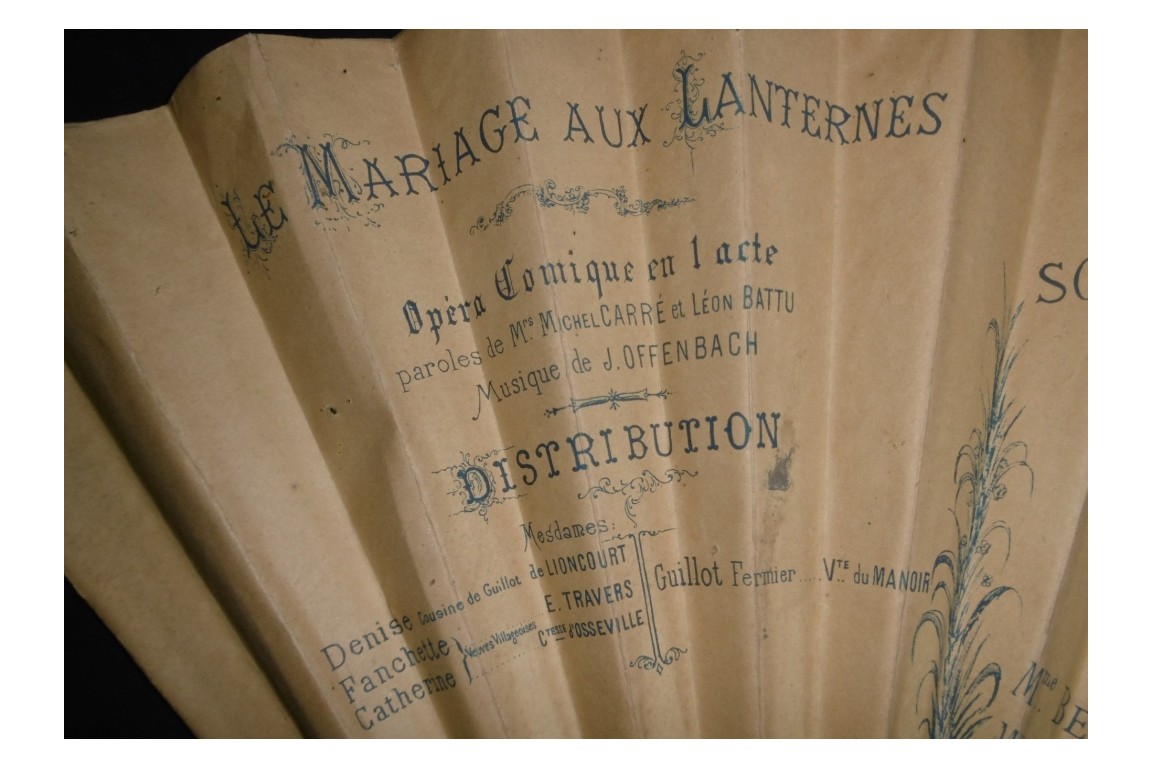 LE MARIAGE AUX LANTERNES
Opéra Comique en 1 acte
paroles de Mrs MICHEL CARRÉ et LÉON BATTU
Musique de J. OFFENBACH
DISTRIBUTION
Mesdames:
Denise Cousine de Guillot de LIONCOURT
Fanchette } Veuves Villageoises E. TRAVERS
Catherine ........ CTESSE d'OSSEVILLE
Guillot Fermier ..... VTE du MANOIR
SO
Mme BE